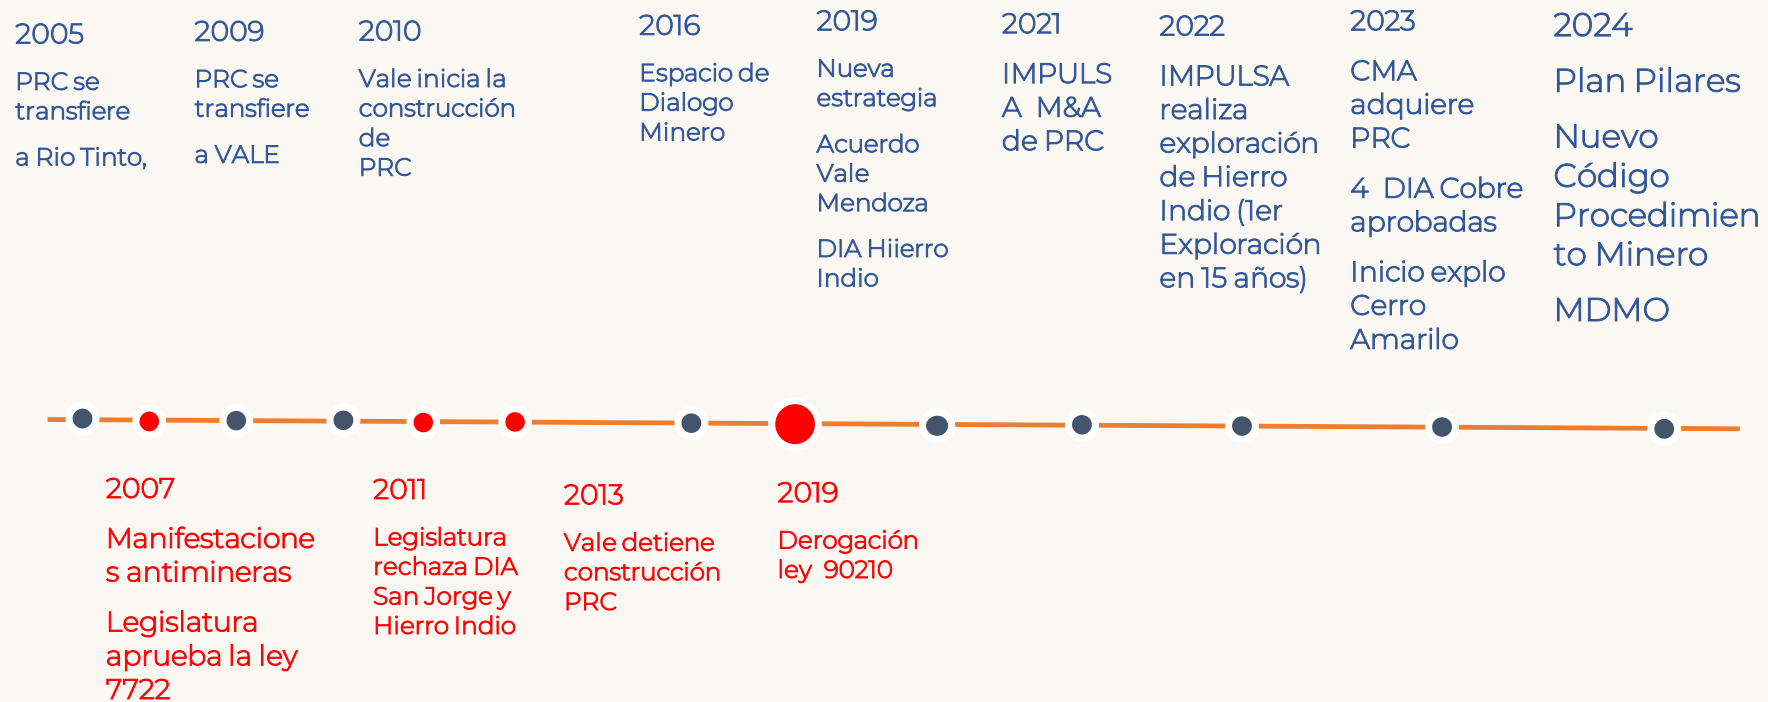 2005
PRC se
transfiere
a Rio Tinto,
2009
PRC se
transfiere
a VALE
2010
Vale inicia la
construcción
de
PRC
2016
Espacio de
Dialogo
Minero
2019
Nueva
estrategia
Acuerdo
Vale
Mendoza
DIA Hiierro
Indio
2021
IMPULS
A M&A
de PRC
2022
IMPULSA
realiza
exploración
de Hierro
Indio (1er
Exploración
en 15 años)
2023
CMA
adquiere
PRC
4 DIA Cobre
aprobadas
Inicio explo
Cerro
Amarilo
2024
Plan Pilares
Nuevo
Código
Procedimien
to Minero
MDMO
2007
Manifestacione
s antimineras
Legislatura
aprueba la ley
7722
2011
Legislatura
rechaza DIA
San Jorge y
Hierro Indio
2013
Vale detiene
construcción
PRC
2019
Derogación
ley 90210